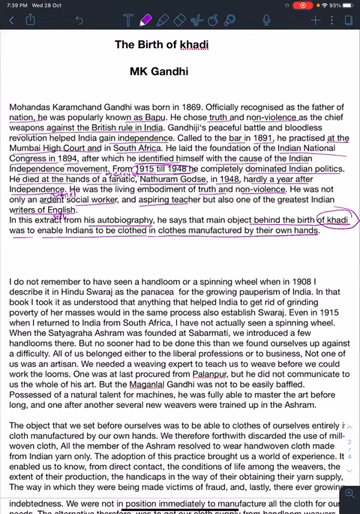 7:39 PM Wed 28 Oct
93%
The Birth of khadi
MK Gandhi
Mohandas Karamchand Gandhi was born in 1869. Officially recognised as the father of
nation, he was popularly known as Bapu. He chose truth and non-violence as the chief
weapons against the British rule in India. Gandhiji's peaceful battle and bloodless
revolution helped India gain independence. Called to the bar in 1891, he practised at the
Mumbai High Court and in South Africa. He laid the foundation of the Indian National
Congress in 1894, after which he identified himself with the cause of the Indian
Independence movement, From 1915 till 1948 he completely dominated Indian politics.
He died at the hands of a fanatic, Nathuram Godse, in 1948, hardly a year after
Independence. He was the living embodiment of truth and non-violence. He was not
only an ardent social worker, and aspiring teacher but also one of the greatest Indian
writers of English.
In this extract from his autobiography, he says that main object behind the birth of khadi
was to enable Indians to be clothed in clothes manufactured by their own hands.
I do not remember to have seen a handloom or a spinning wheel when in 1908 I
describe it in Hindu Swaraj as the panacea for the growing pauperism of India. In that
book I took it as understood that anything that helped India to get rid of grinding
poverty of her masses would in the same process also establish Swaraj. Even in 1915
when I returned to India from South Africa, I have not actually seen a spinning wheel.
When the Satyagraha Ashram was founded at Sabarmati, we introduced a few
handlooms there. But no sooner had to be done this than we found ourselves up against
a difficulty. All of us belonged either to the liberal professions or to business, Not one of
us was an artisan. We needed a weaving expert to teach us to weave before we could
work the looms. One was at last procured from Palanpur, but he did not communicate to
us the whole of his art. But the Maganlal Gandhi was not to be easily baffled.
Possessed of a natural talent for machines, he was fully able to master the art before
long, and one after another several new weavers were trained up in the Ashram.
The object that we set before ourselves was to be able to clothes of ourselves entirely i
cloth manufactured by our own hands. We therefore forthwith discarded the use of mill-
woven cloth, All the member of the Ashram resolved to wear handwoven cloth made
from Indian yarn only. The adoption of this practice brought us a world of experience. It
enabled us to know, from direct contact, the conditions of life among the weavers, the
extent of their production, the handicaps in the way of their obtaining their yarn supply,
The way in which they were being made victims of fraud, and, lastly, there ever growing
indebtedness. We were not in position immediately to manufacture all the cloth for our